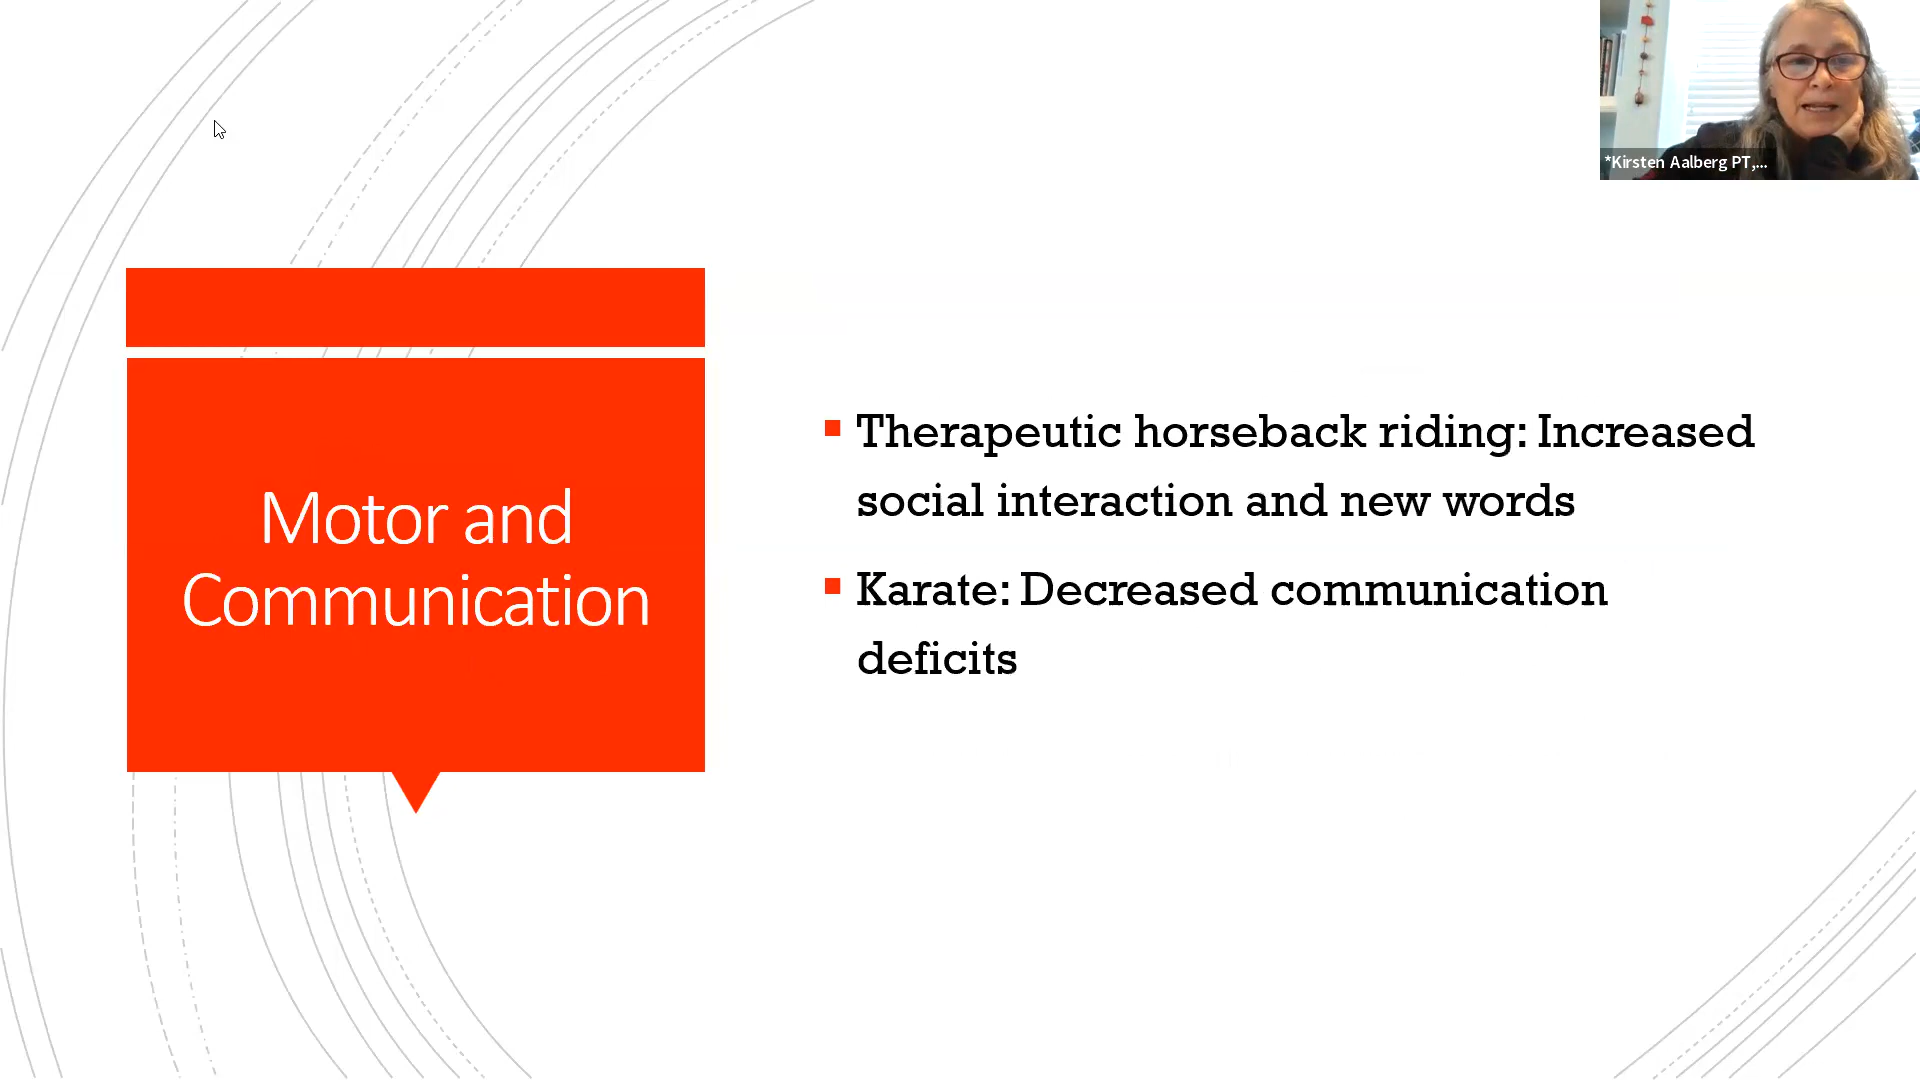 *Kirsten Aalberg PT,...
Motor and
Communication
Therapeutic horseback riding: Increased
social interaction and new words
Karate: Decreased communication
deficits